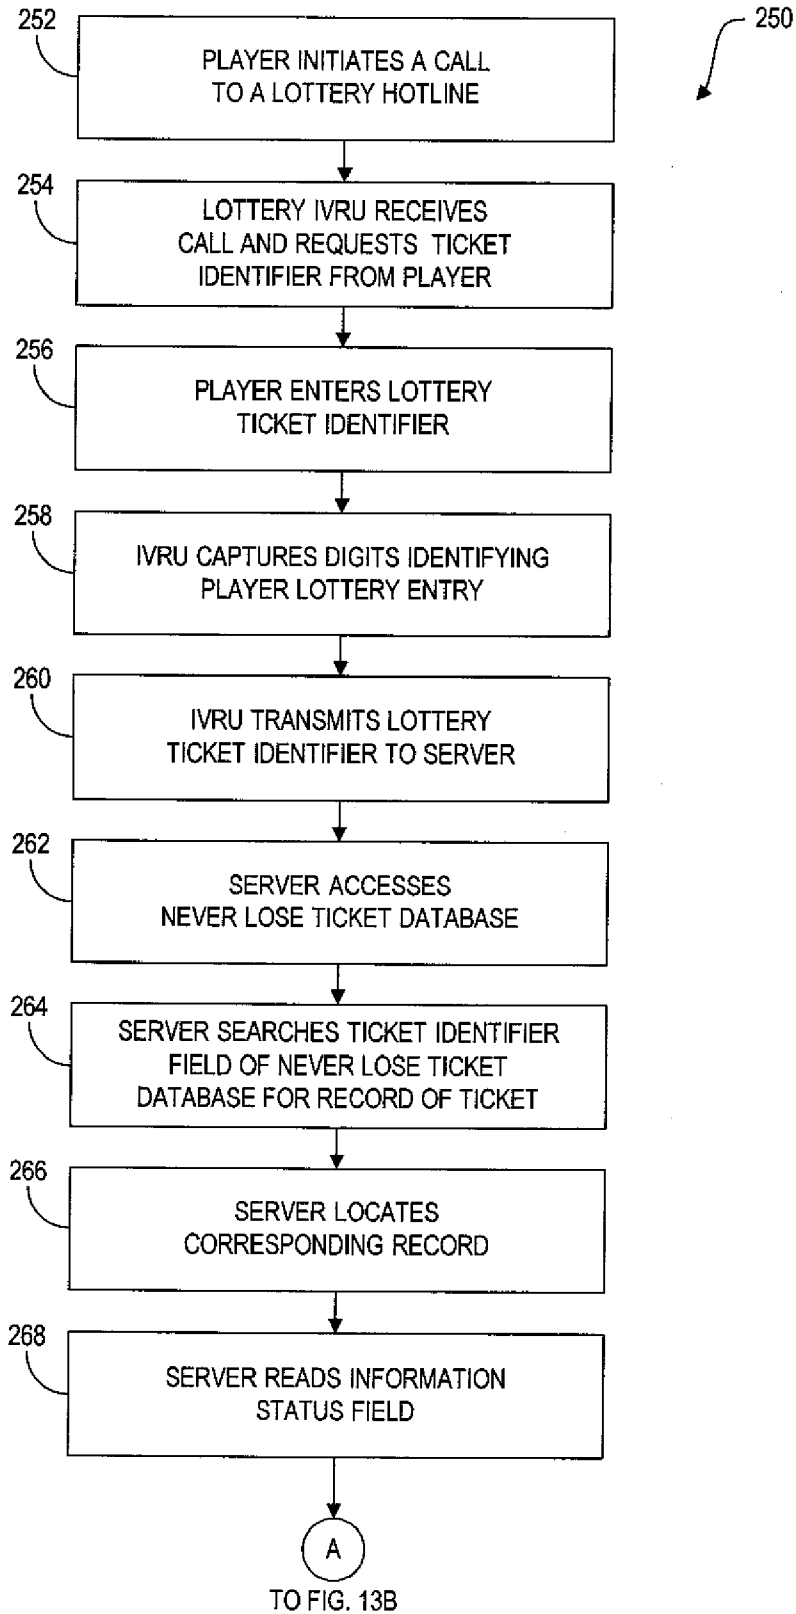 252
250
PLAYER INITIATES A CALL
TO A LOTTERY HOTLINE
254
LOTTERY IVRU RECEIVES
CALL AND REQUESTS TICKET
IDENTIFIER FROM PLAYER
256
PLAYER ENTERS LOTTERY
TICKET IDENTIFIER
258
IVRU CAPTURES DIGITS IDENTIFYING
PLAYER LOTTERY ENTRY
260
IVRU TRANSMITS LOTTERY
TICKET IDENTIFIER TO SERVER
262
SERVER ACCESSES
NEVER LOSE TICKET DATABASE
264
SERVER SEARCHES TICKET IDENTIFIER
FIELD OF NEVER LOSE TICKET
DATABASE FOR RECORD OF TICKET
266
SERVER LOCATES
CORRESPONDING RECORD
268
SERVER READS INFORMATION
STATUS FIELD
A
TO FIG. 13B